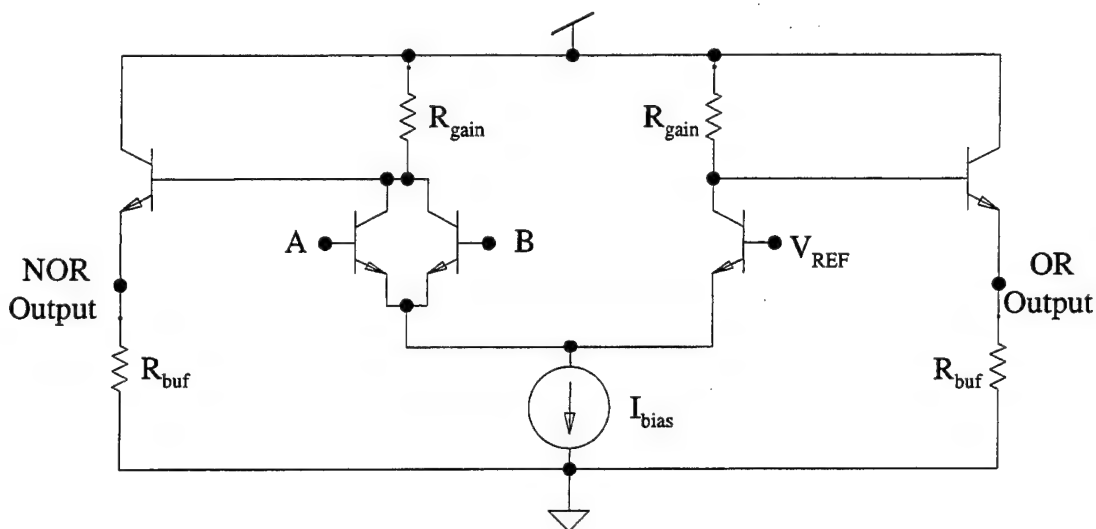 R_gain
R_gain
A
B
V_REF
NOR
Output
OR
Output
R_buf
I_bias
R_buf